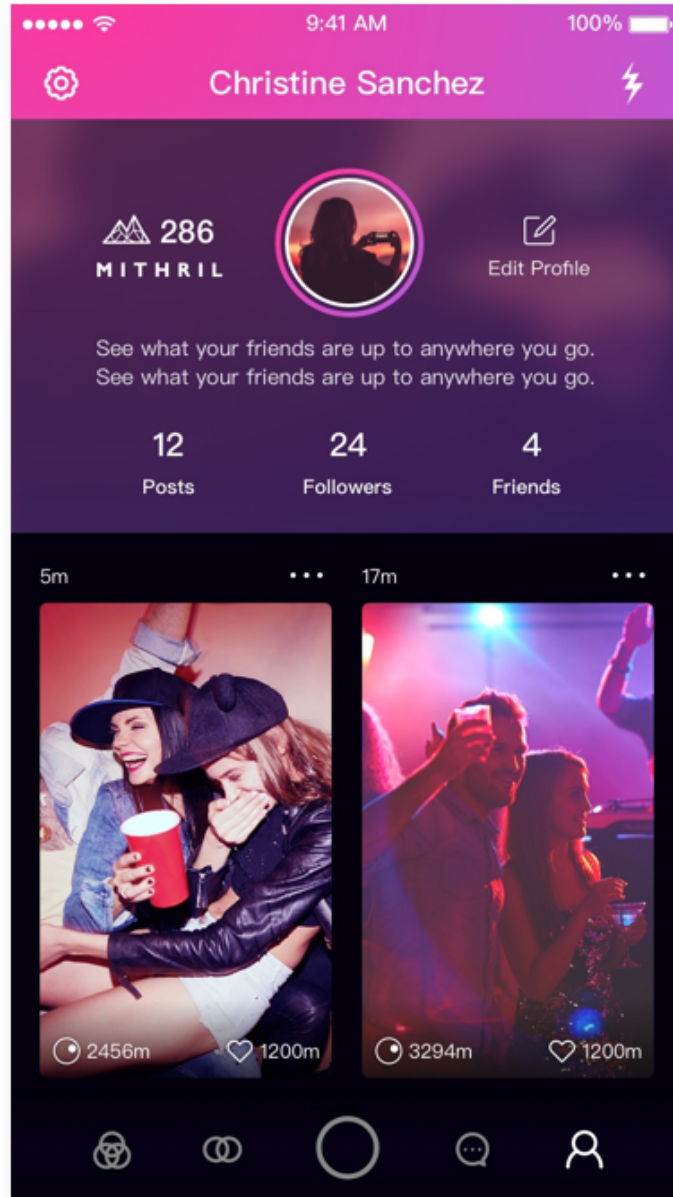 9:41 AM 100%
Christine Sanchez
286
MITHRIL
Edit Profile
See what your friends are up to anywhere you go.
See what your friends are up to anywhere you go.
12 24 4
Posts Followers Friends
5m 17m
2456m 1200m 3294m 1200m